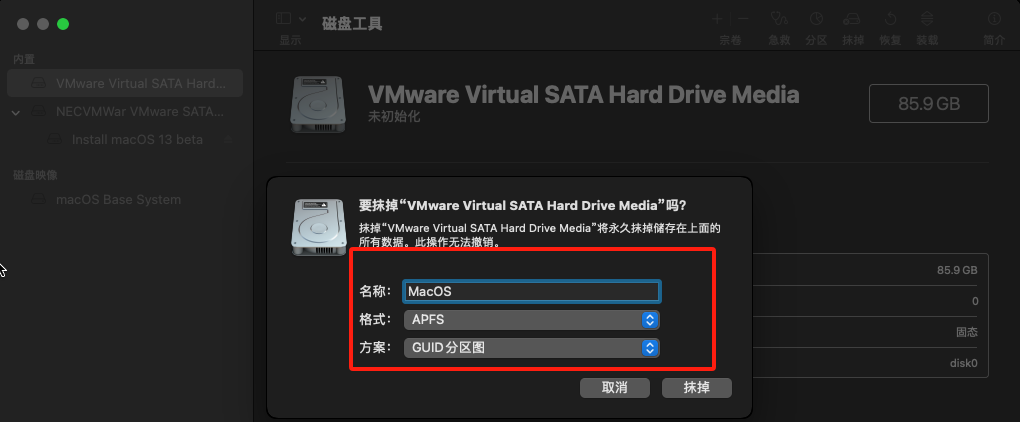 磁盘工具
显示
宗卷
急救
分区
抹掉
恢复
装载
简介
内置
VMware Virtual SATA Hard...
NECVMWar VMware SATA...
Install macOS 13 beta
磁盘映像
macOS Base System
VMware Virtual SATA Hard Drive Media
未初始化
85.9 GB
要抹掉“VMware Virtual SATA Hard Drive Media”吗？
抹掉“VMware Virtual SATA Hard Drive Media”将永久抹掉储存在上面的
所有数据。此操作无法撤销。
名称： MacOS
格式： APFS
方案： GUID分区图
取消 抹掉
85.9 GB
0
固态
disk0